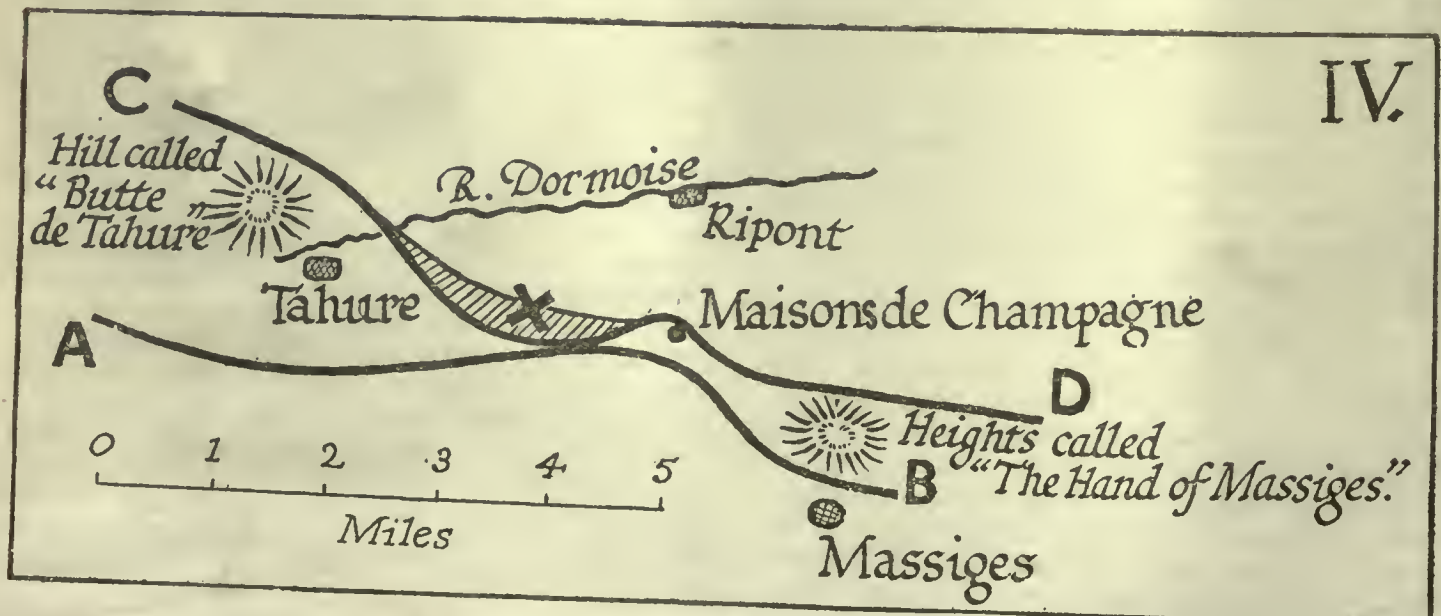 IV.
C
Hill called
"Butte"
de Tahure
R. Dormoise
Ripont
Tahure
Maisons de Champagne
X
A
D
Heights called
"The Hand of Massiges."
B
0 1 2 3 4 5
Miles
Massiges